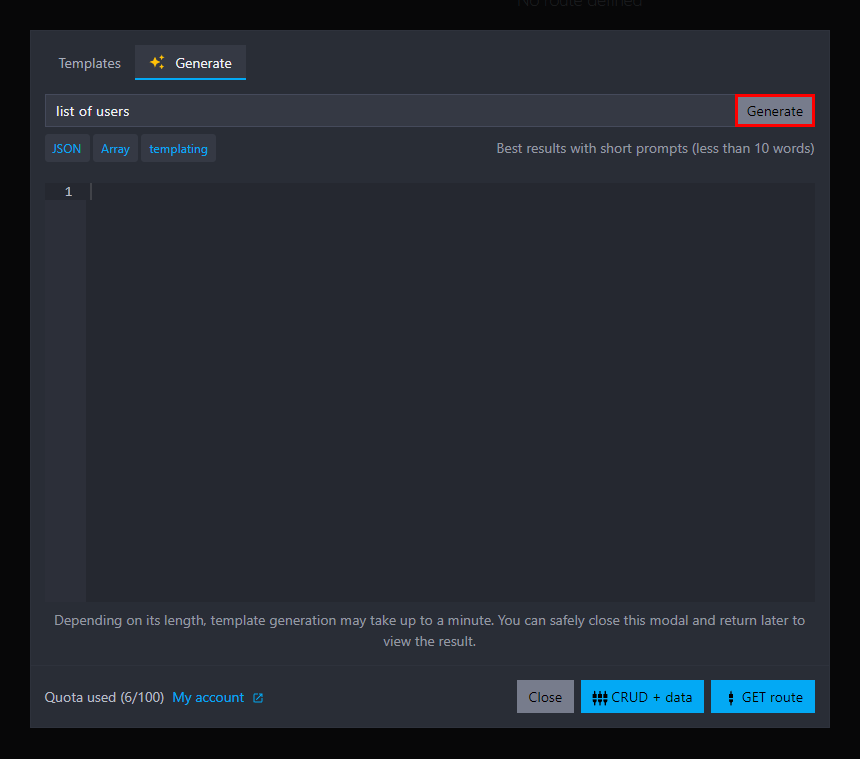 No route defined
Templates
Generate
list of users
Generate
JSON
Array
templating
Best results with short prompts (less than 10 words)
1
Depending on its length, template generation may take up to a minute. You can safely close this modal and return later to
view the result.
Quota used (6/100) My account
Close
CRUD + data
GET route